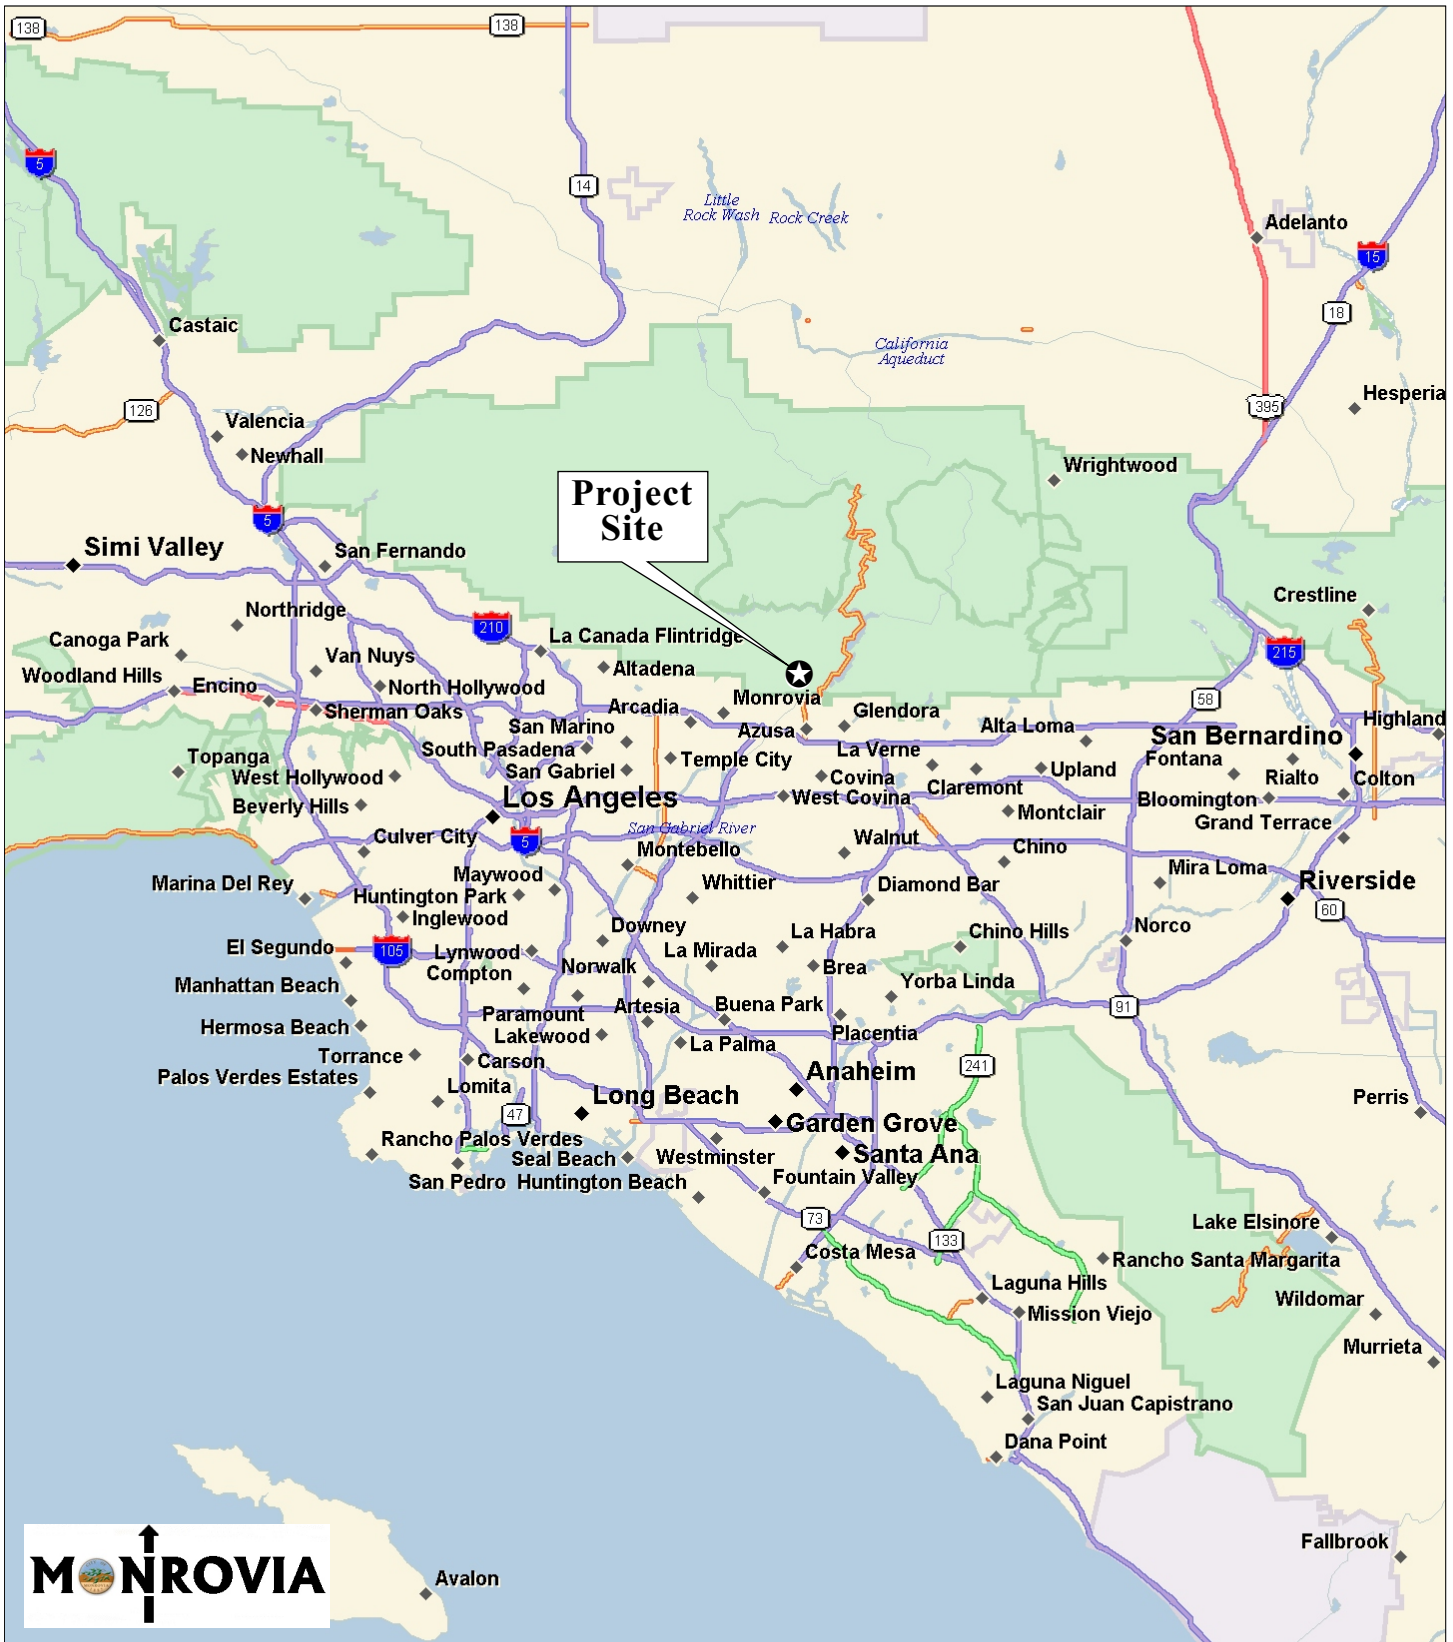 138
138
5
14
Little
Rock Wash
Rock Creek
Adelanto
15
18
Castaic
California
Aqueduct
126
395
Hesperia
Valencia
Newhall
Wrightwood
Project
Site
5
Simi Valley
San Fernando
Crestline
Northridge
210
La Canada Flintridge
215
Canoga Park
Van Nuys
Altadena
Woodland Hills
Encino
North Hollywood
Monrovia
58
Sherman Oaks
Arcadia
Glendora
San Marino
Azusa
Alta Loma
Highland
South Pasadena
La Verne
San Bernardino
Topanga
Temple City
Fontana
West Hollywood
San Gabriel
Covina
Claremont
Upland
Rialto
Colton
Beverly Hills
Los Angeles
West Covina
Montclair
Bloomington
Grand Terrace
Culver City
5
San Gabriel River
Walnut
Chino
Montebello
Mira Loma
Marina Del Rey
Maywood
Whittier
Diamond Bar
Riverside
Huntington Park
60
Inglewood
Downey
La Habra
Chino Hills
Norco
El Segundo
105
Lynwood
La Mirada
Compton
Norwalk
Brea
Yorba Linda
Manhattan Beach
Artesia
Buena Park
91
Hermosa Beach
Paramount
Lakewood
Placentia
La Palma
Torrance
Carson
241
Palos Verdes Estates
Lomita
Anaheim
Long Beach
Perris
47
Garden Grove
Rancho Palos Verdes
Seal Beach
Westminster
Santa Ana
San Pedro
Huntington Beach
Fountain Valley
73
133
Lake Elsinore
Costa Mesa
Rancho Santa Margarita
Laguna Hills
Wildomar
Mission Viejo
Murrieta
Laguna Niguel
San Juan Capistrano
Dana Point
Fallbrook
MONROVIA
Avalon